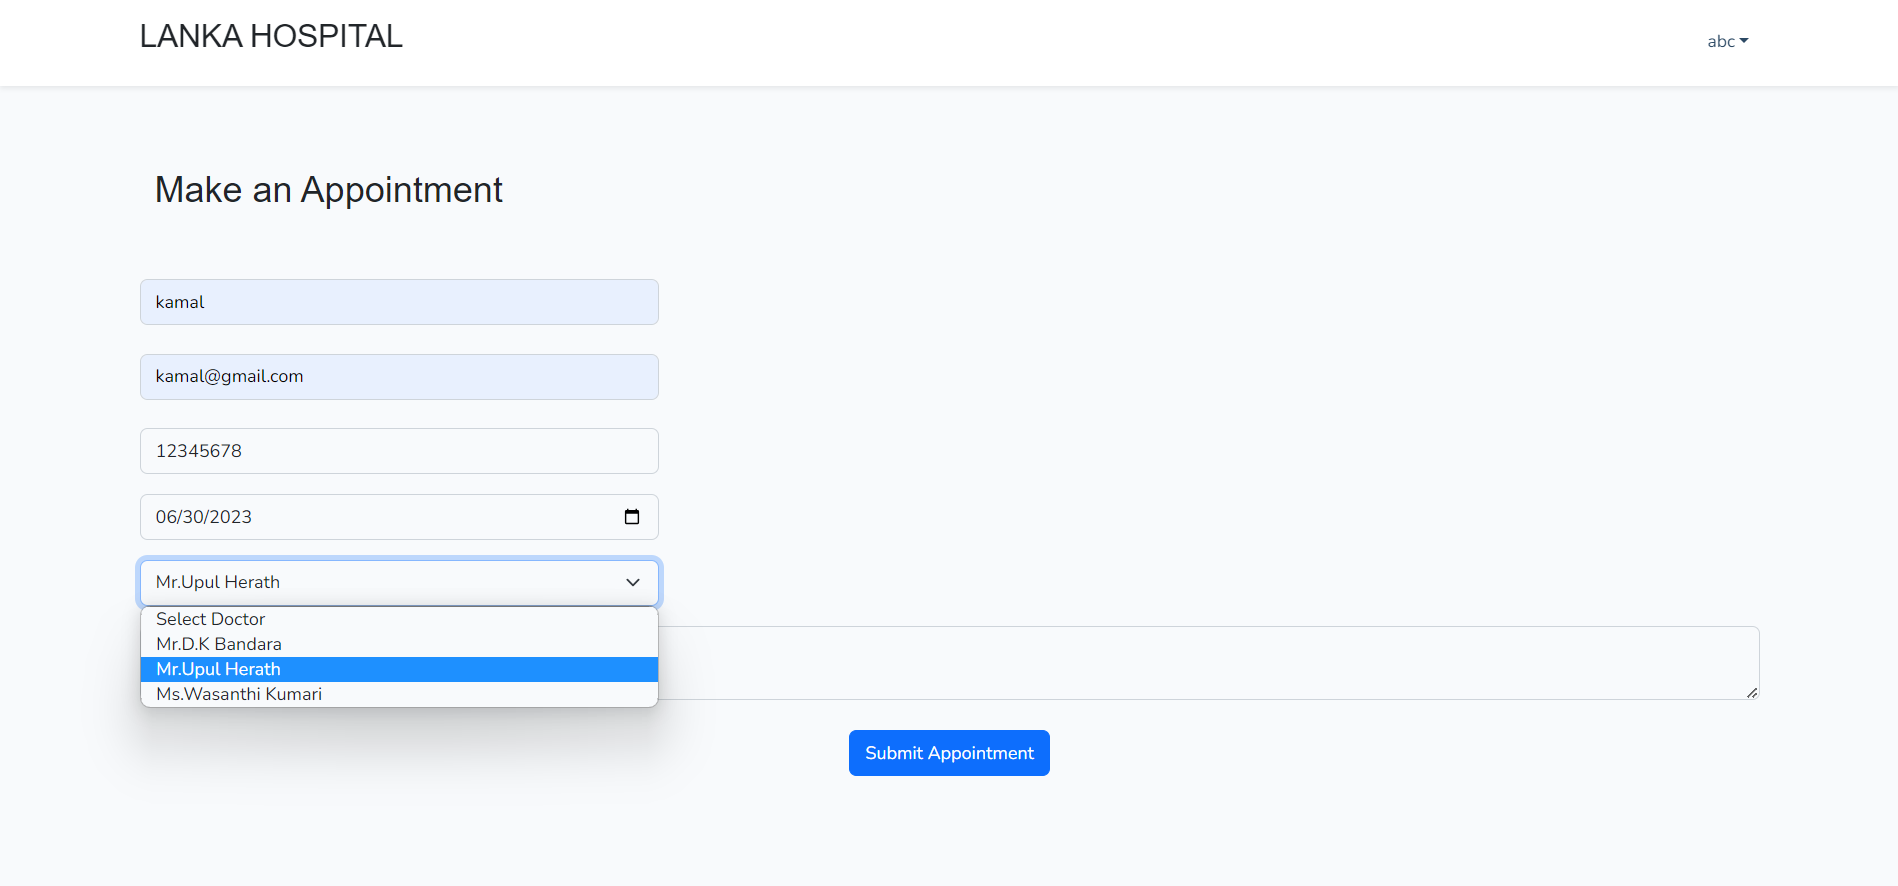 LANKA HOSPITAL
abc
Make an Appointment
kamal
kamal@gmail.com
12345678
06/30/2023
Mr.Upul Herath
Select Doctor
Mr.D.K Bandara
Mr.Upul Herath
Ms.Wasanthi Kumari
Submit Appointment